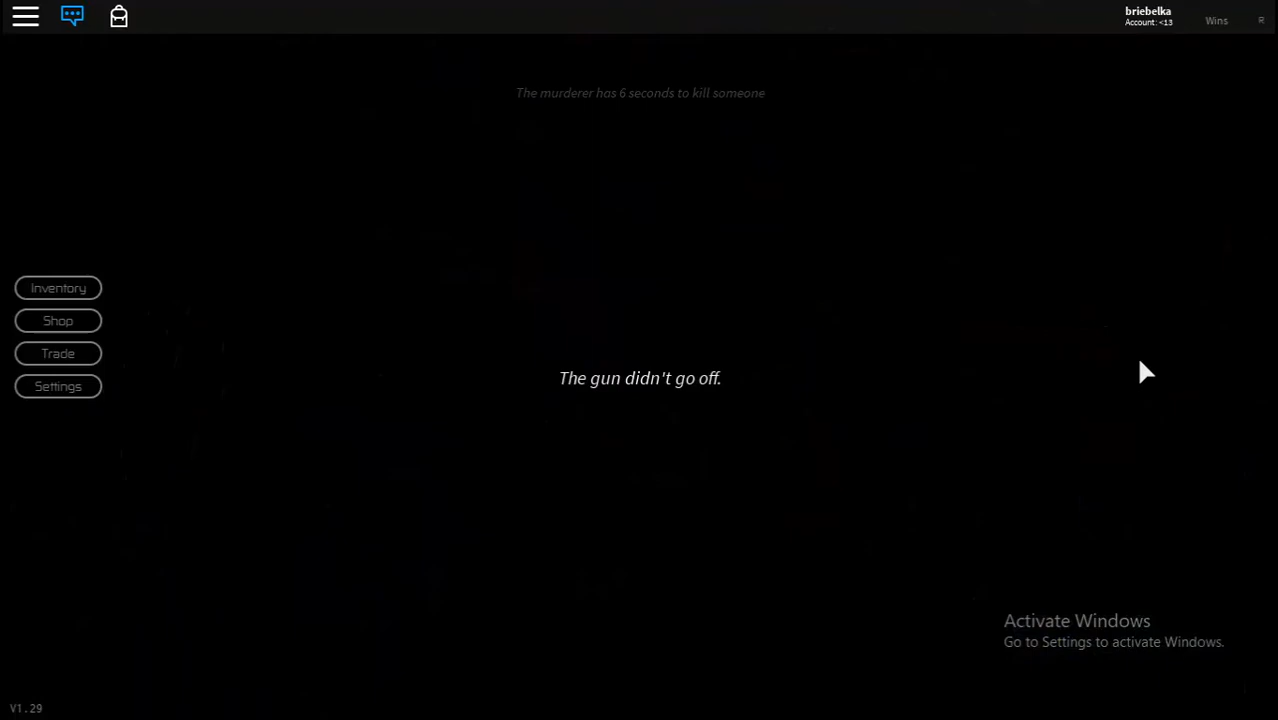 briebelka
Account: <13
Wins
R
The murderer has 6 seconds to kill someone
Inventory
Shop
Trade
Settings
The gun didn't go off.
Activate Windows
Go to Settings to activate Windows.
V1.29